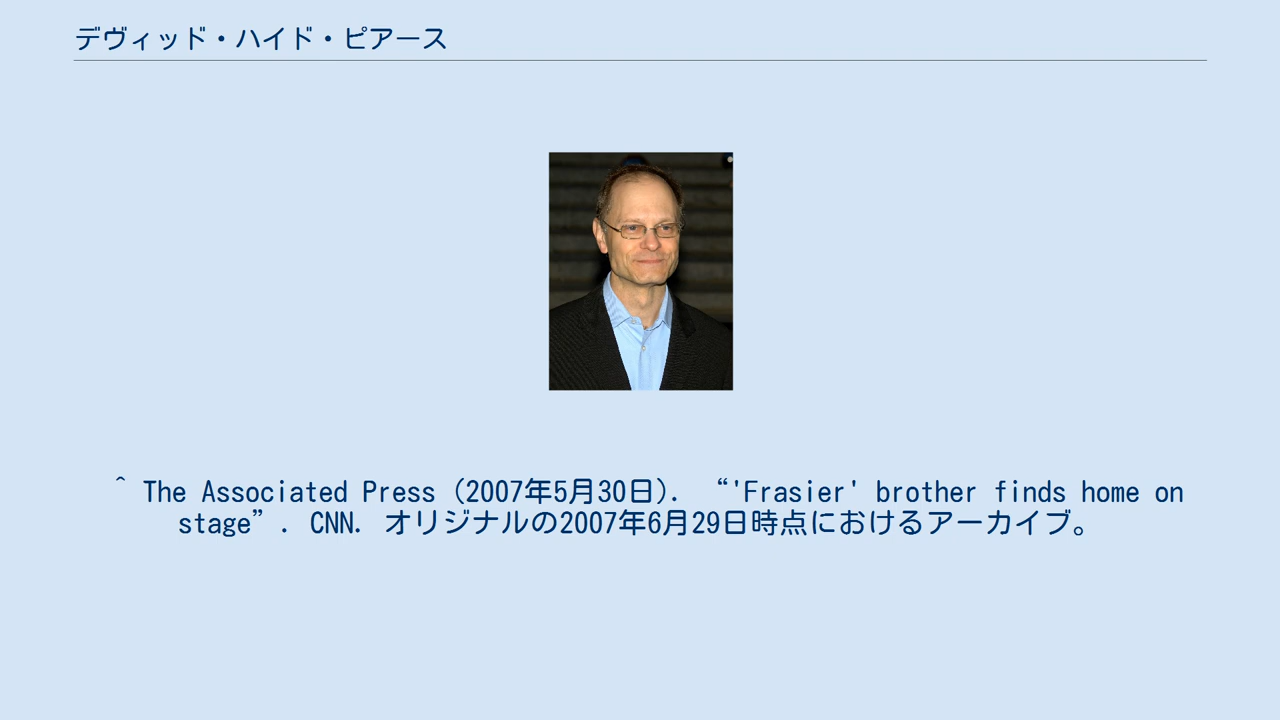 デヴィッド・ハイド・ピアース
^ The Associated Press (2007年5月30日). “'Frasier' brother finds home on
stage”. CNN. オリジナルの2007年6月29日時点におけるアーカイブ。